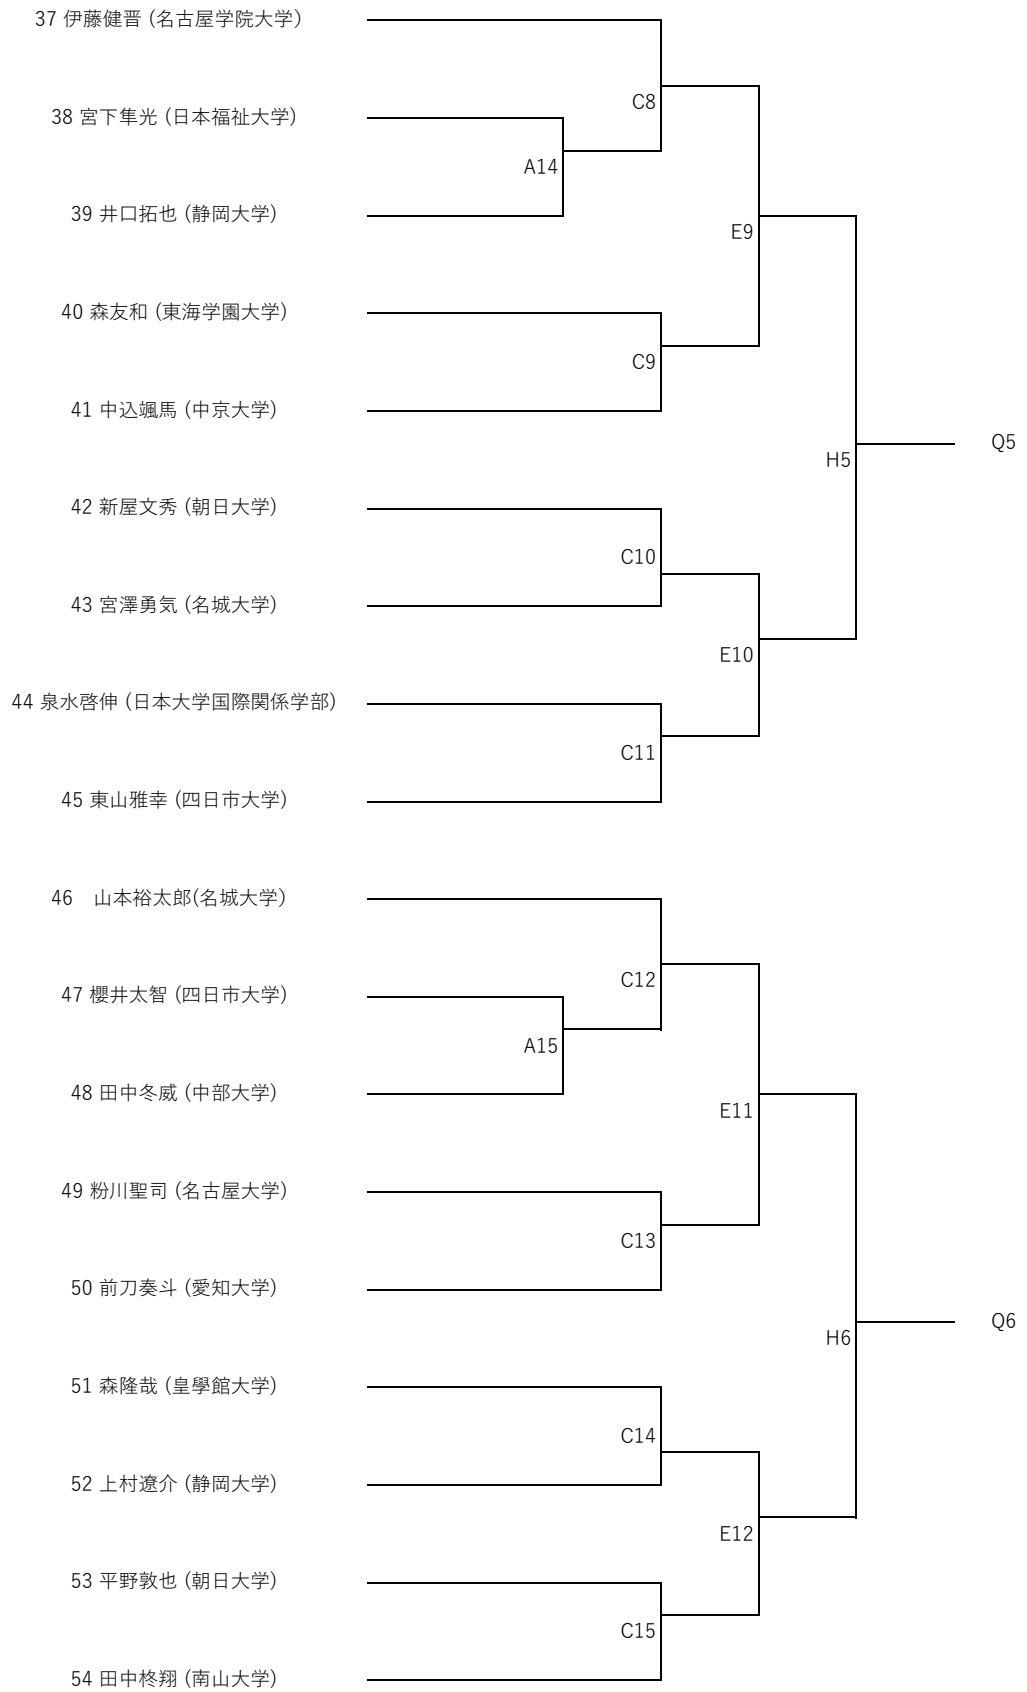 37 伊藤健晋 (名古屋学院大学)
C8
38 宮下隼光 (日本福祉大学)
A14
39 井口拓也 (静岡大学)
E9
40 森友和 (東海学園大学)
C9
41 中込颯馬 (中京大学)
Q5
H5
42 新屋文秀 (朝日大学)
C10
43 宮澤勇気 (名城大学)
E10
44 泉水啓伸 (日本大学国際関係学部)
C11
45 東山雅幸 (四日市大学)
46　山本裕太郎(名城大学)
C12
47 櫻井太智 (四日市大学)
A15
48 田中冬威 (中部大学)
E11
49 粉川聖司 (名古屋大学)
C13
50 前刀奏斗 (愛知大学)
Q6
H6
51 森隆哉 (皇學館大学)
C14
52 上村遼介 (静岡大学)
E12
53 平野敦也 (朝日大学)
C15
54 田中柊翔 (南山大学)